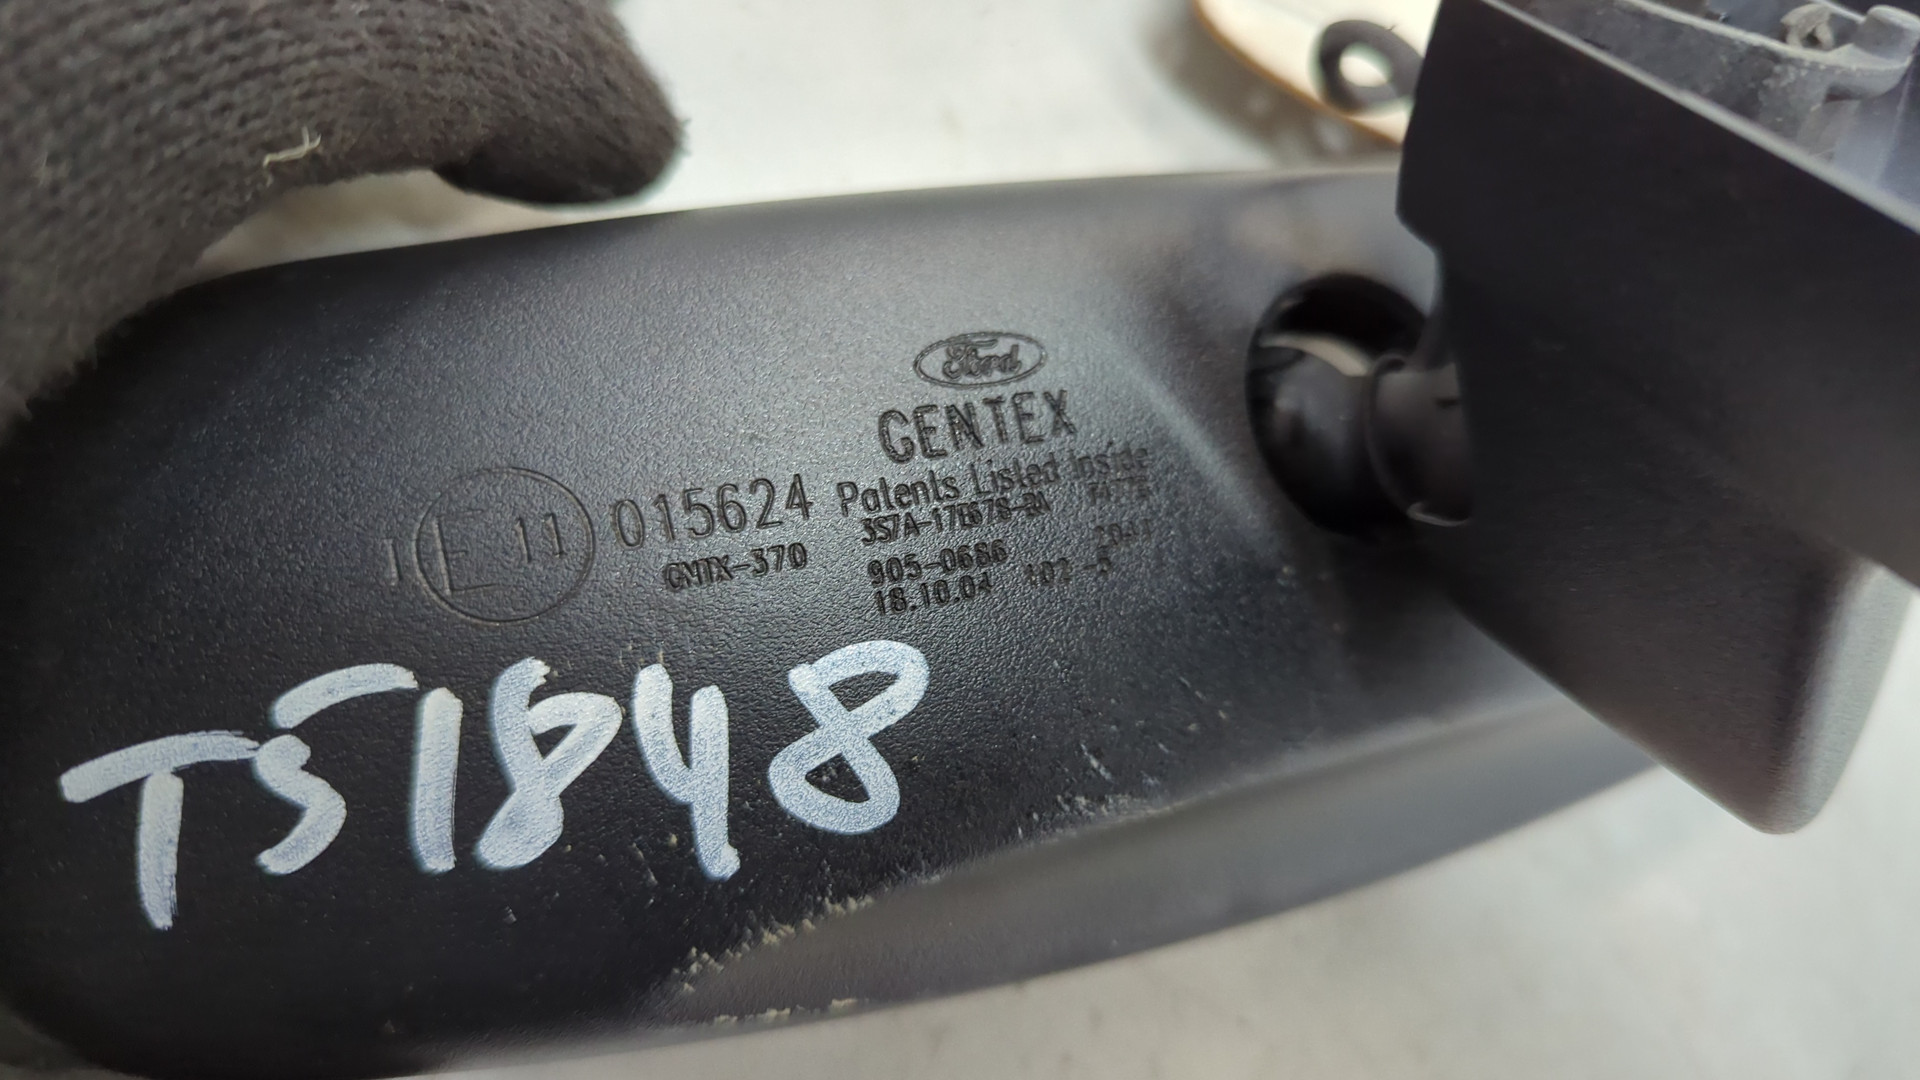 Ford
GENTEX
I E 11 015624 Patents Listed Inside
GNTX-370
905-0686
18.10.04
TS1848